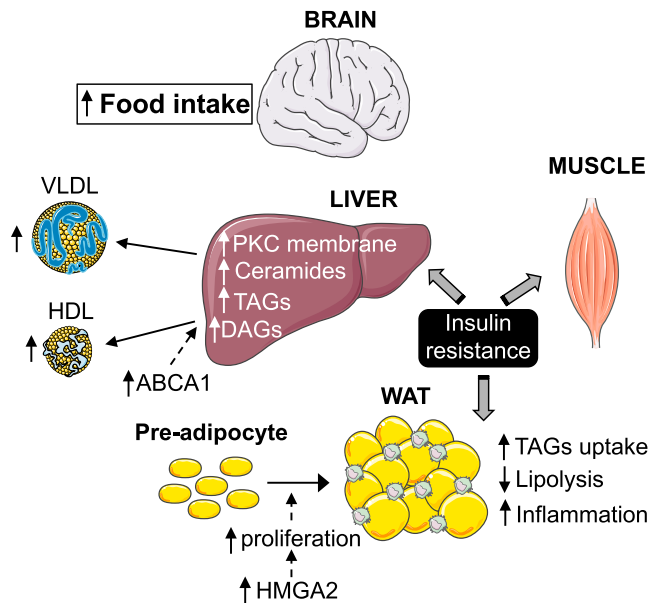 BRAIN
↑ Food intake
MUSCLE
VLDL
↑
LIVER
↑ PKC membrane
↑ Ceramides
↑ TAGs
↑ DAGs
HDL
↑
↑ ABCA1
Insulin
resistance
WAT
Pre-adipocyte
↑ TAGs uptake
↓ Lipolysis
↑ Inflammation
↑ proliferation
↑ HMGA2